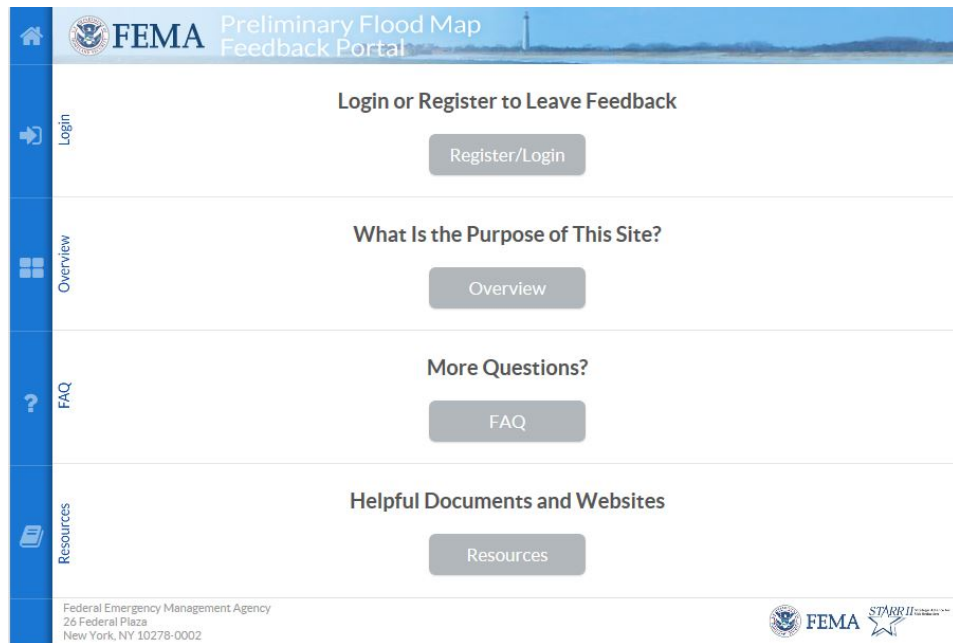 FEMA
Preliminary Flood Map
Feedback Portal
Login
Login or Register to Leave Feedback
Register/Login
Overview
What Is the Purpose of This Site?
Overview
FAQ
More Questions?
FAQ
Resources
Helpful Documents and Websites
Resources
Federal Emergency Management Agency
26 Federal Plaza
New York, NY 10278-0002
FEMA
STARR II